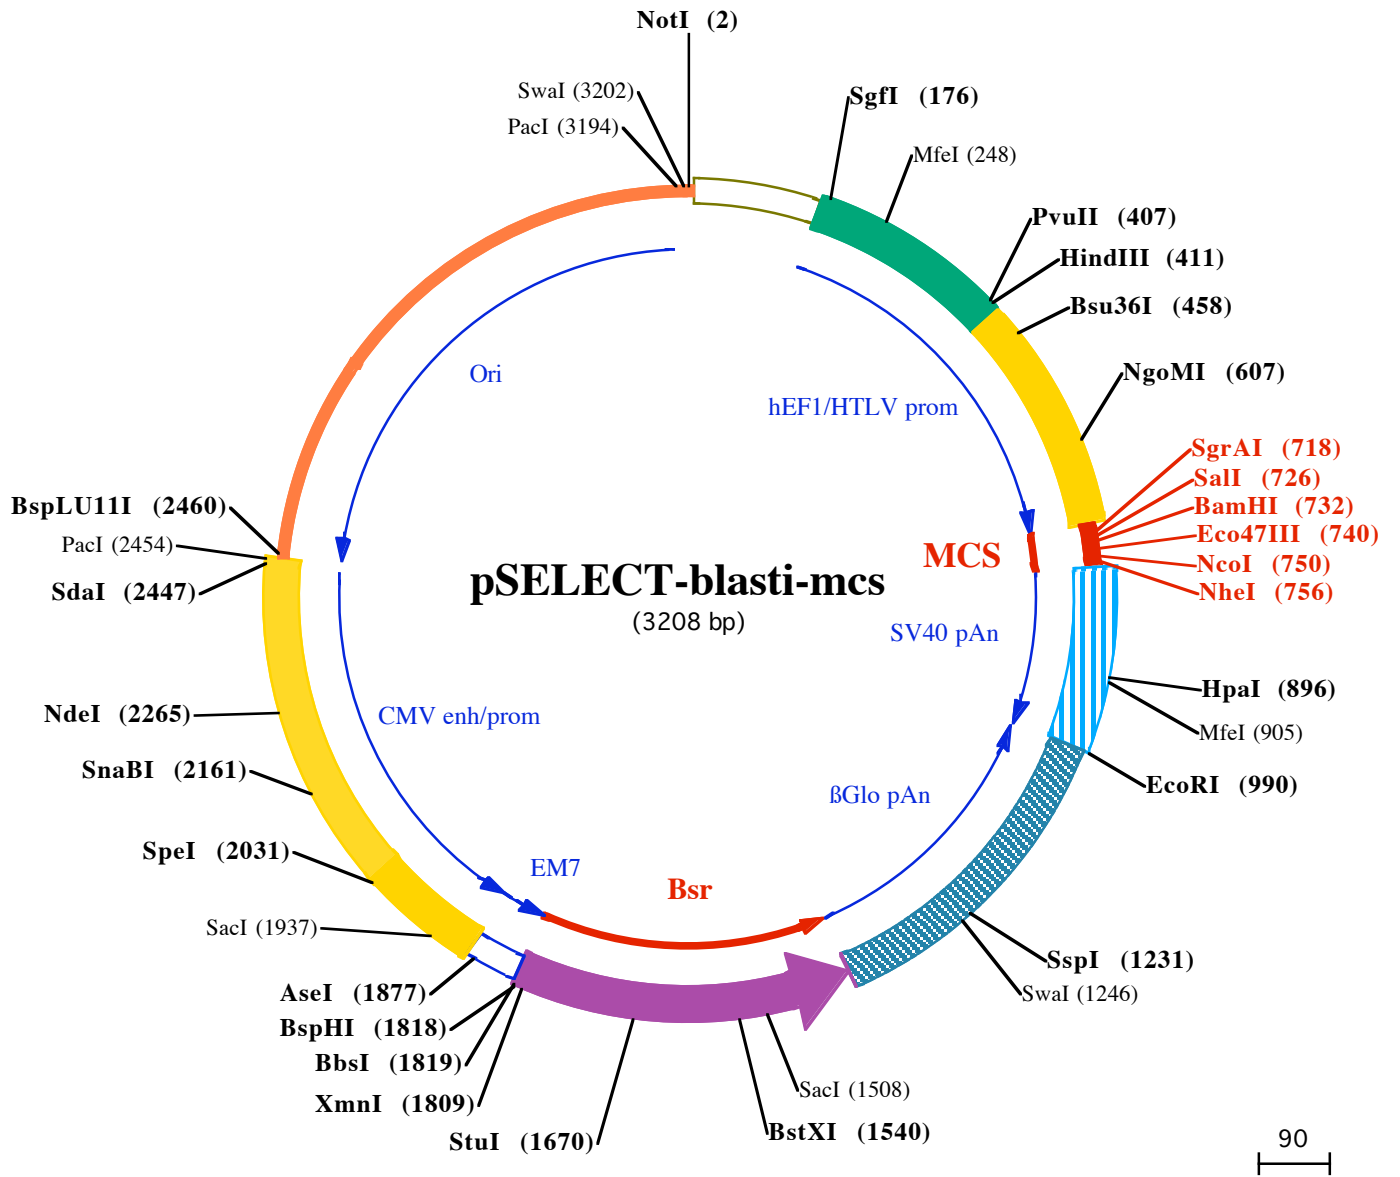 NotI (2)
SwaI (3202)
PacI (3194)
SgfI (176)
MfeI (248)
PvuII (407)
HindIII (411)
Bsu36I (458)
NgoMI (607)
SgrAI (718)
SalI (726)
BamHI (732)
Eco47III (740)
NcoI (750)
NheI (756)
HpaI (896)
MfeI (905)
EcoRI (990)
SspI (1231)
SwaI (1246)
SacI (1508)
BstXI (1540)
StuI (1670)
XmnI (1809)
BbsI (1819)
BspHI (1818)
AseI (1877)
SacI (1937)
SpeI (2031)
SnaBI (2161)
NdeI (2265)
SdaI (2447)
PacI (2454)
BspLU11I (2460)
Ori
hEF1/HTLV prom
MCS
pSELECT-blasti-mcs
(3208 bp)
SV40 pAn
CMV enh/prom
ßGlo pAn
EM7
Bsr
90